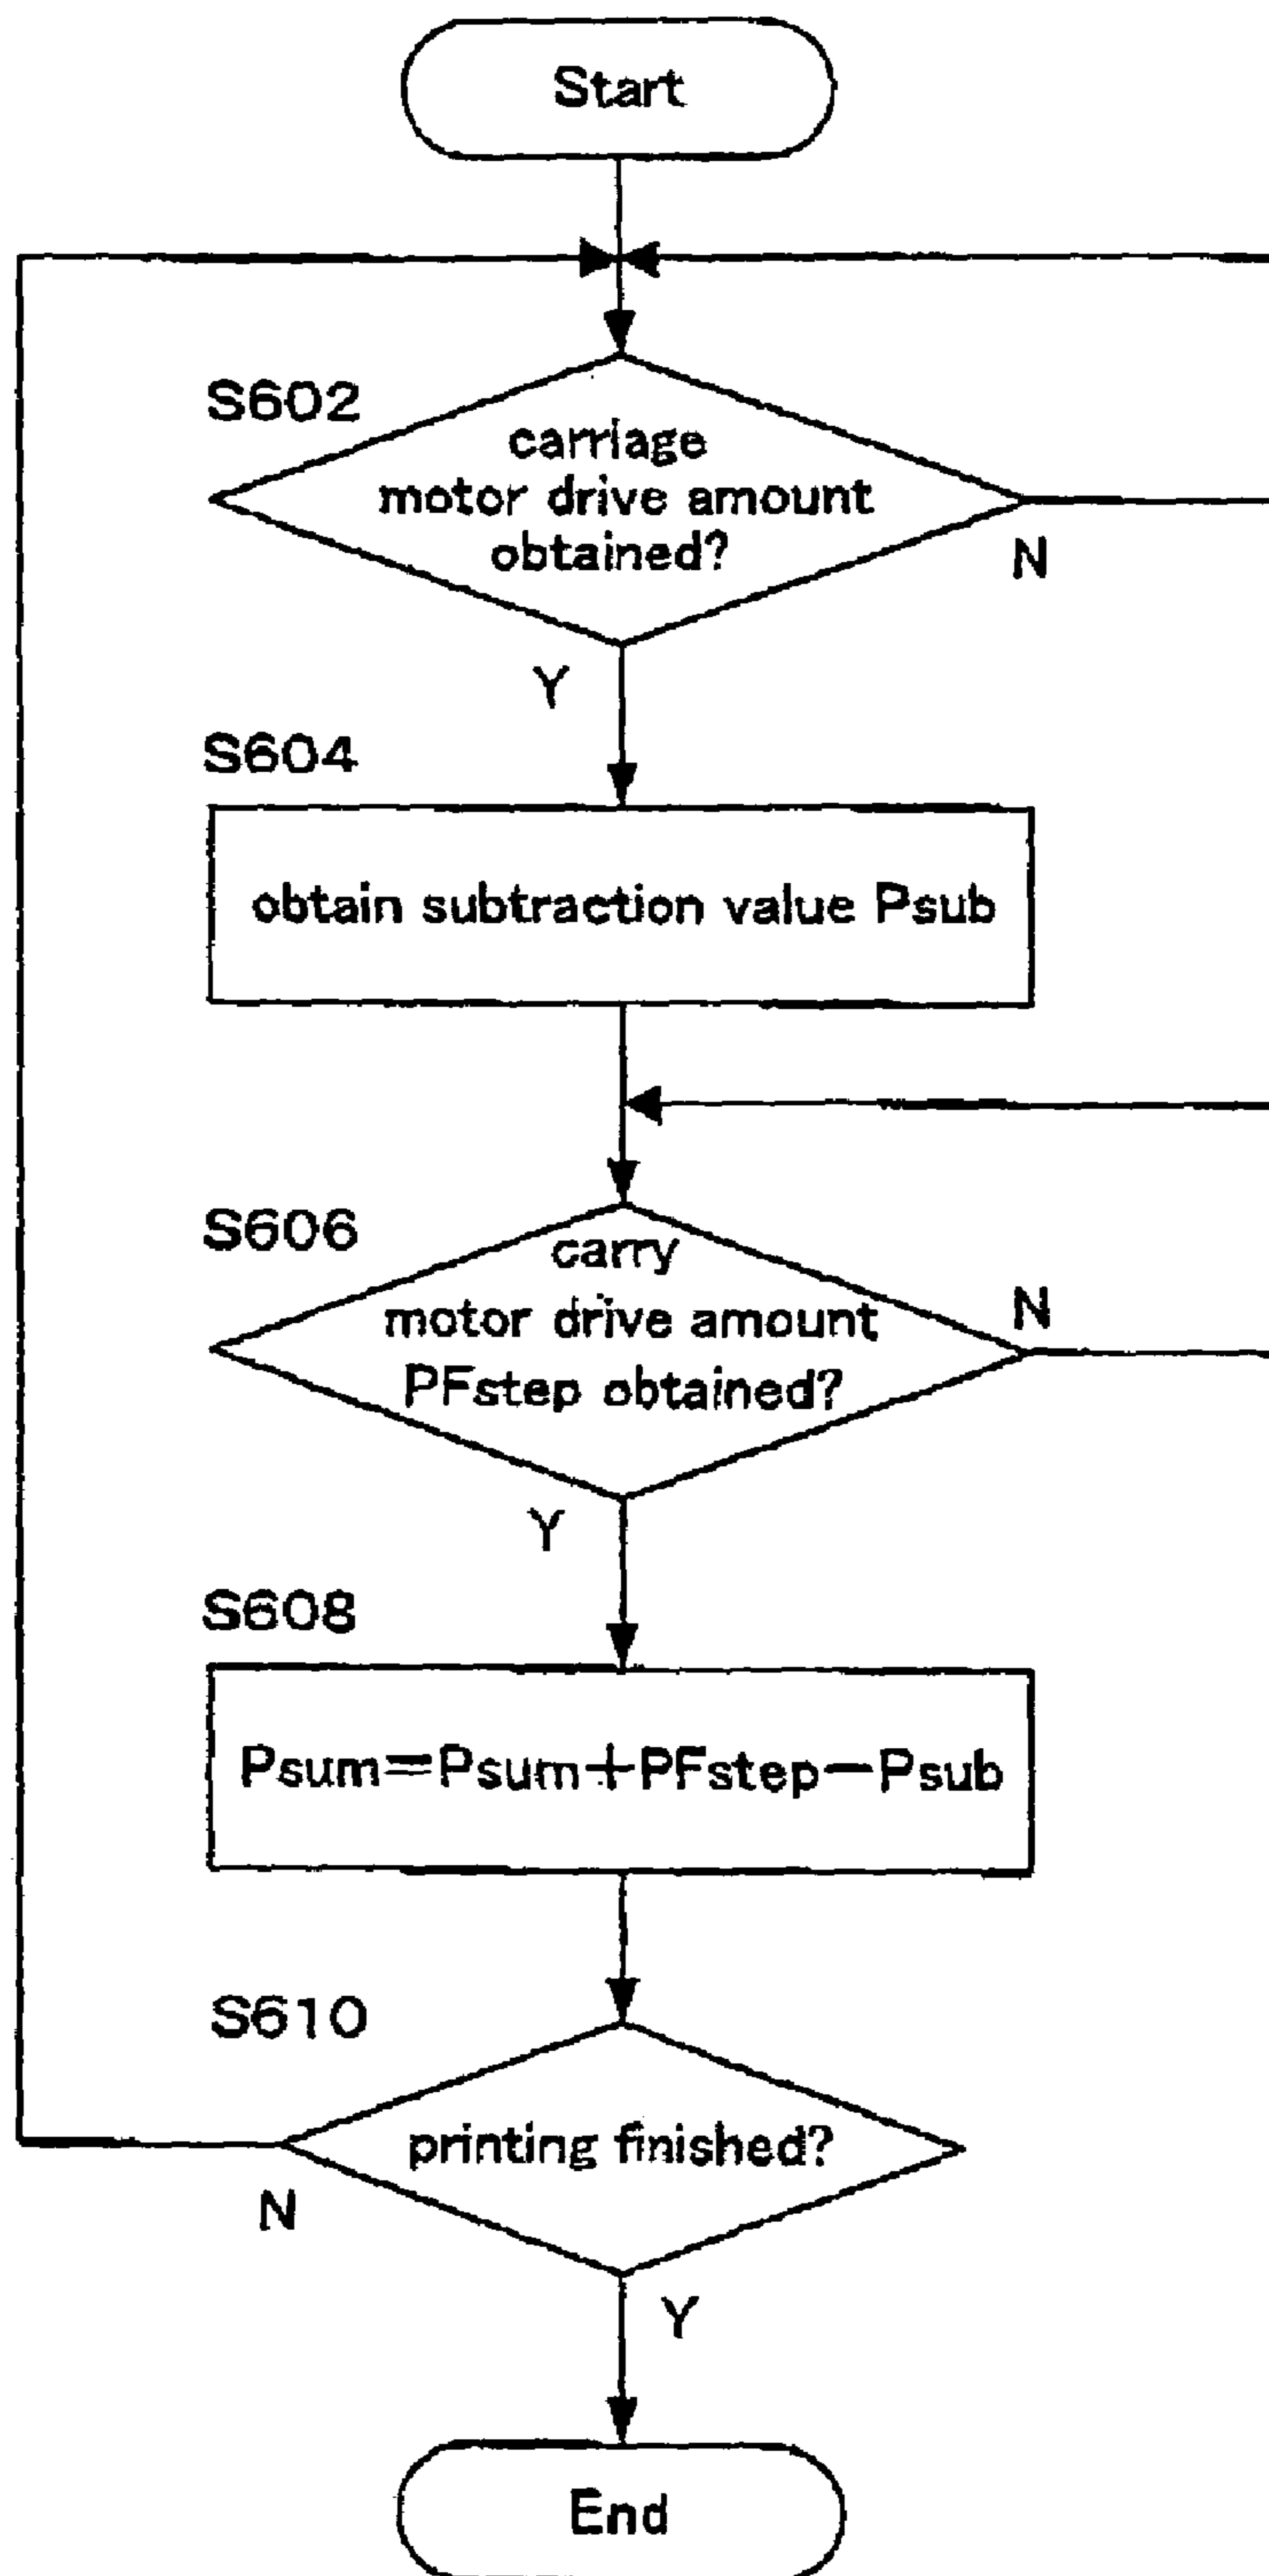 Start
S602
carriage
motor drive amount
obtained?
N
Y
S604
obtain subtraction value Psub
S606
carry
motor drive amount
PFstep obtained?
N
Y
S608
Psum=Psum+PFstep-Psub
S610
printing finished?
N
Y
End